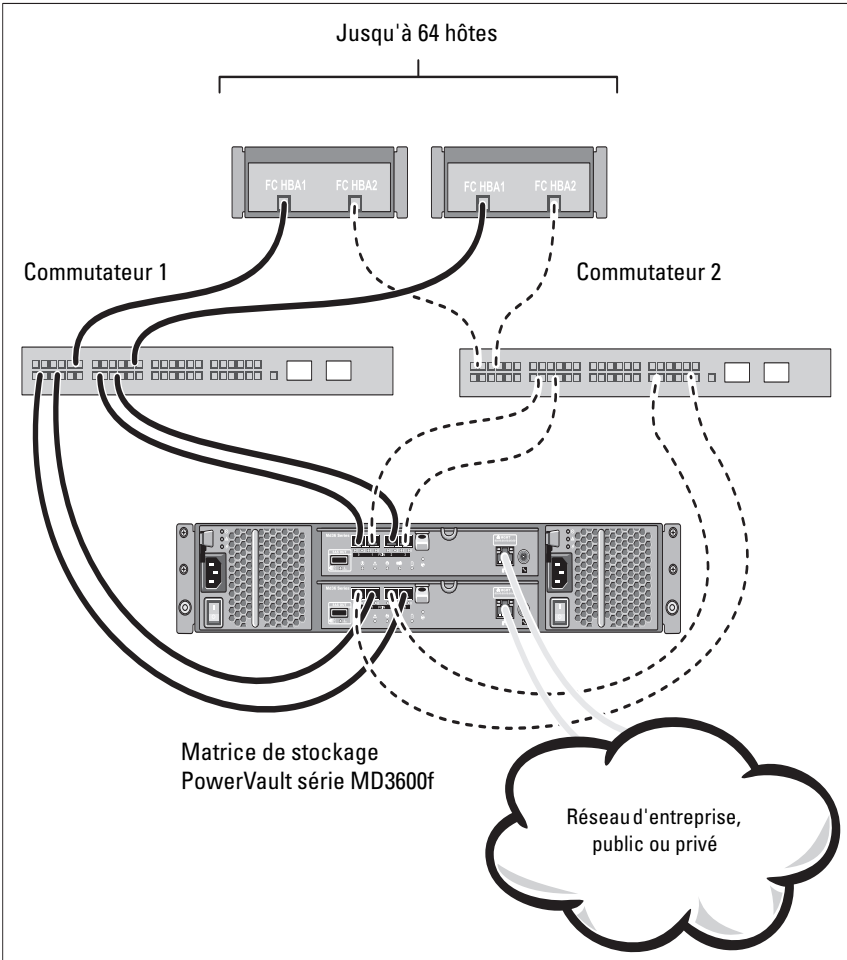 Jusqu'à 64 hôtes
FC HBA1 FC HBA2
FC HBA1 FC HBA2
Commutateur 1
Commutateur 2
Matrice de stockage
PowerVault série MD3600f
Réseau d'entreprise,
public ou privé